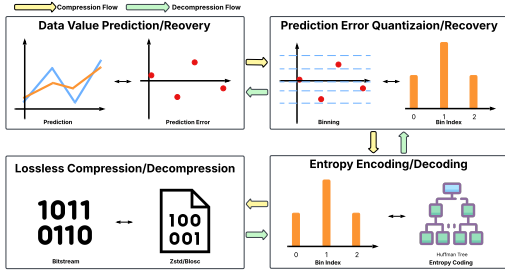 Compression Flow
Decompression Flow
Data Value Prediction/Reovery
Prediction
Prediction Error
Prediction Error Quantizaion/Recovery
Binning
0 1 2
Bin Index
Lossless Compression/Decompression
1011
0110
Bitstream
100
001
Zstd/Blosc
Entropy Encoding/Decoding
0 1 2
Bin Index
Huffman Tree
Entropy Coding